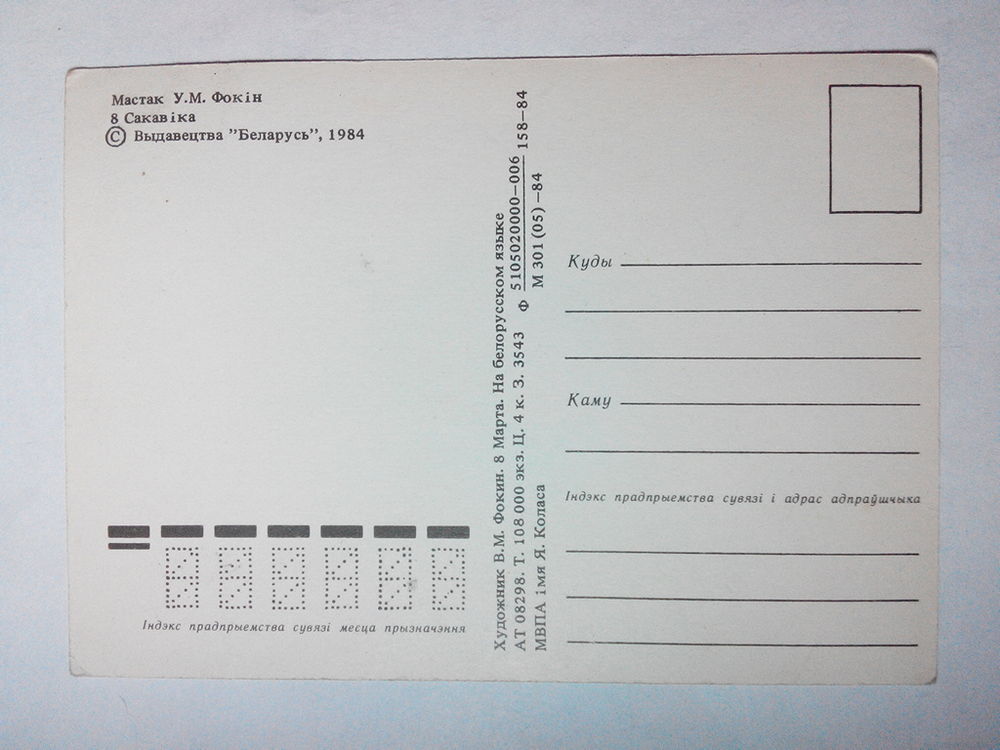 Мастак У.М. Фокін
8 Сакавіка
© Выдавецтва "Беларусь", 1984
Індэкс прадпрыемства сувязі месца прызначэння
Художник В.М. Фокин. 8 Марта. На белорусском языке
АТ 08298. Т. 108 000 экз. Ц. 4 к. З. 3543 Ф 5105020000—006 158—84
М 301 (05) —84
МВПА імя Я. Коласа
Куды
Каму
Індэкс прадпрыемства сувязі і адрас адпраўшчыка